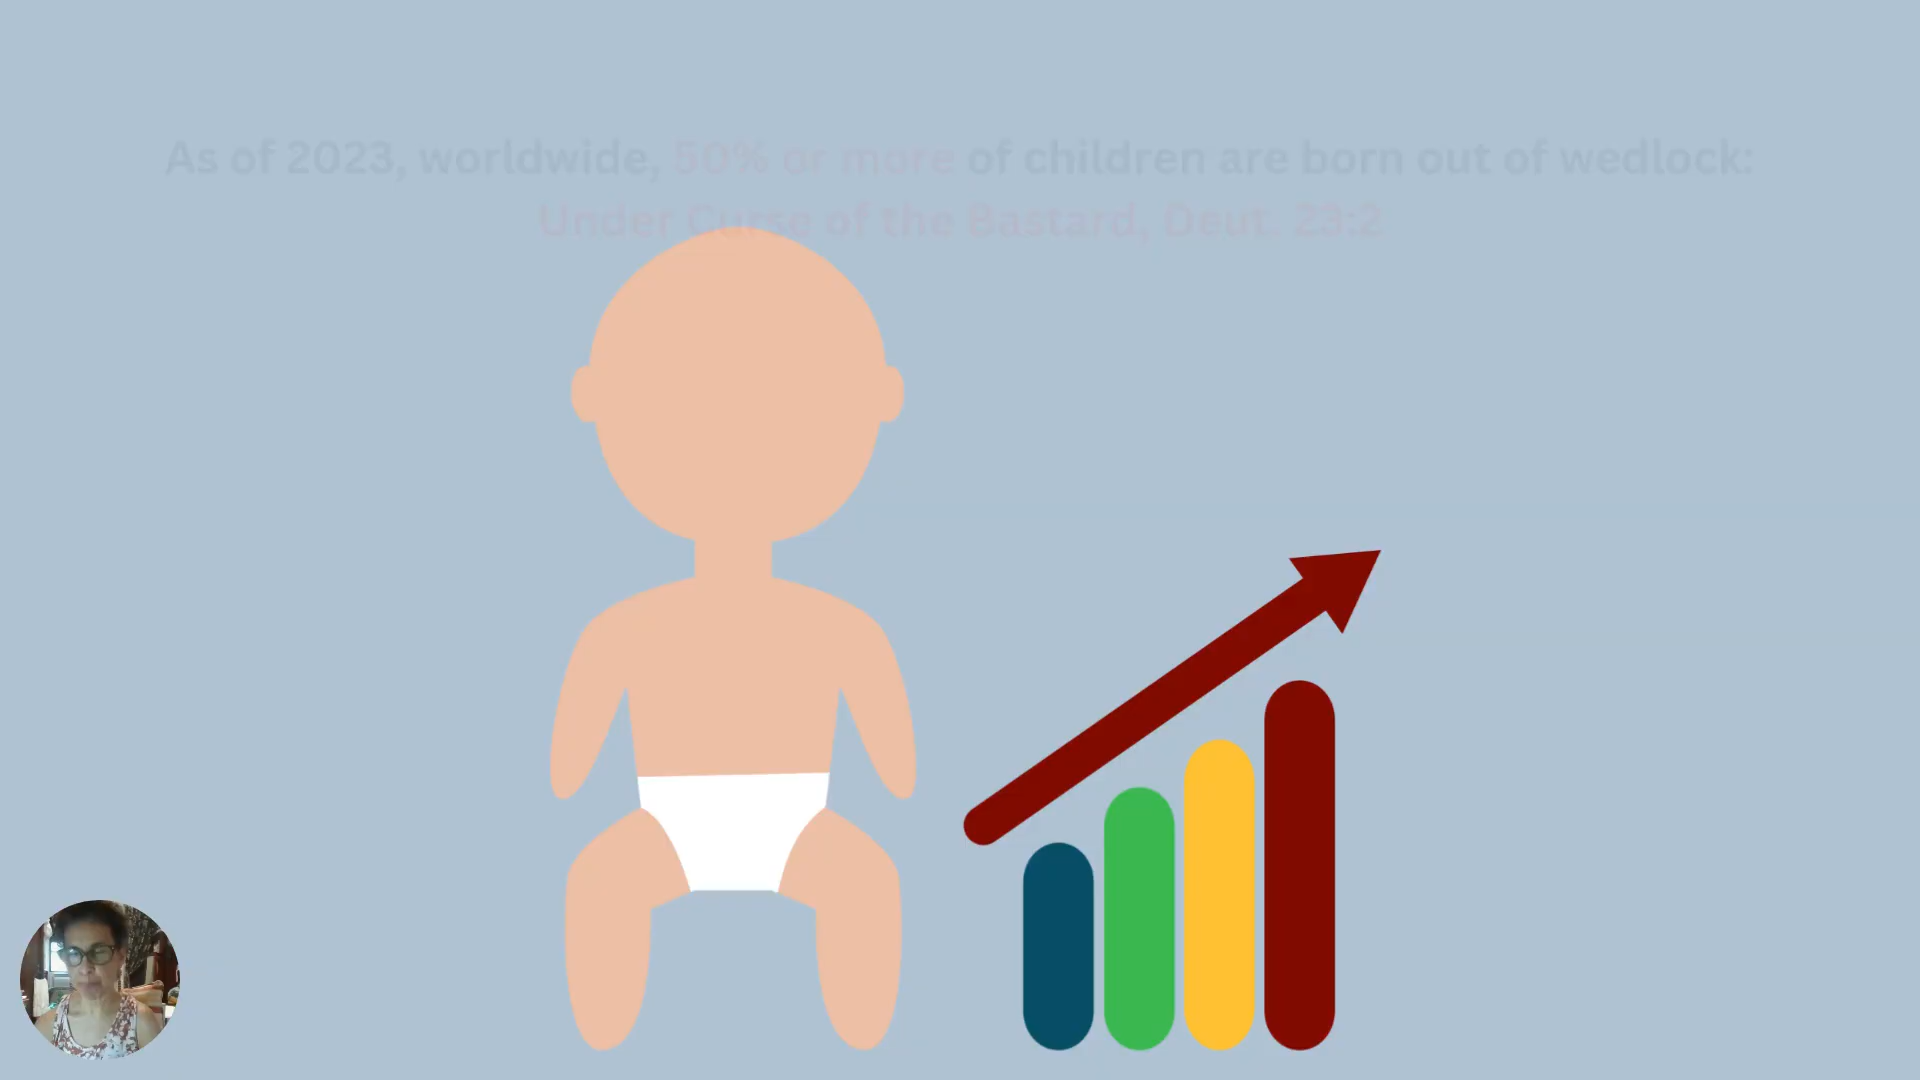 As of 2023, worldwide, 50% or more of children are born out of wedlock:
Under Curse of the Bastard, Deut. 23:2